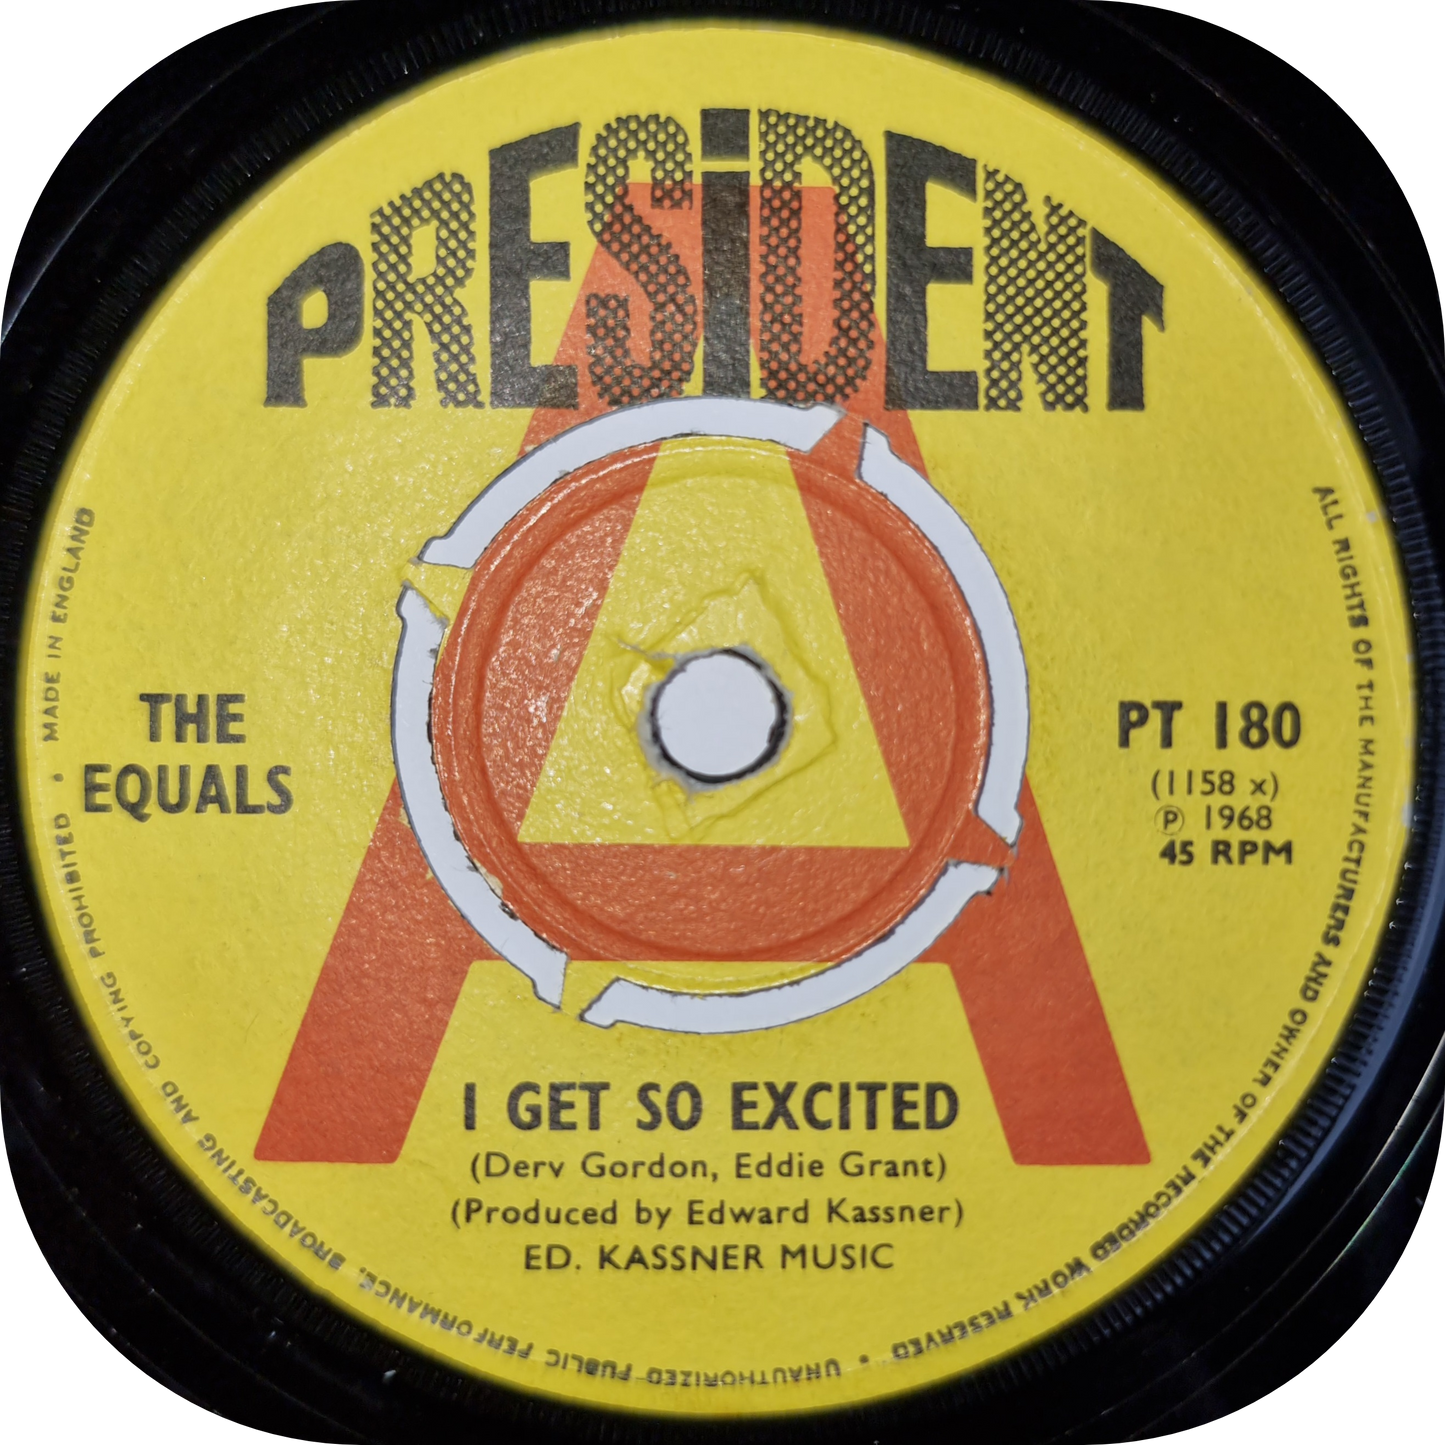 PRESiDENT
A
THE
EQUALS
PT 180
(1158 x)
Ⓟ 1968
45 RPM
I GET SO EXCITED
(Derv Gordon, Eddie Grant)
(Produced by Edward Kassner)
ED. KASSNER MUSIC
ALL RIGHTS OF THE MANUFACTURERS AND OWNER OF THE RECORDED WORK RESERVED • UNAUTHORIZED PUBLIC PERFORMANCE, BROADCASTING AND COPYING PROHIBITED • MADE IN ENGLAND